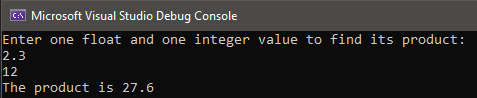 Microsoft Visual Studio Debug Console
Enter one float and one integer value to find its product:
2.3
12
The product is 27.6